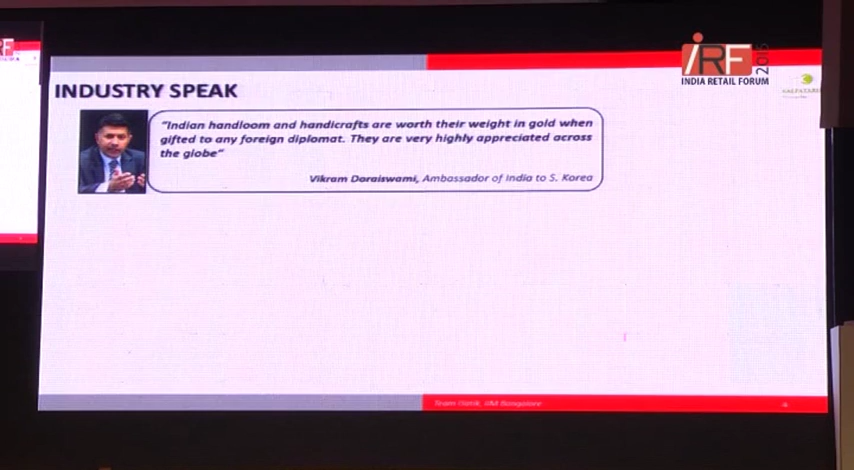 iRF
2015
INDIA RETAIL FORUM
INDUSTRY SPEAK
"Indian handloom and handicrafts are worth their weight in gold when
gifted to any foreign diplomat. They are very highly appreciated across
the globe"
Vikram Doraiswami, Ambassador of India to S. Korea
IIM Bangalore
4